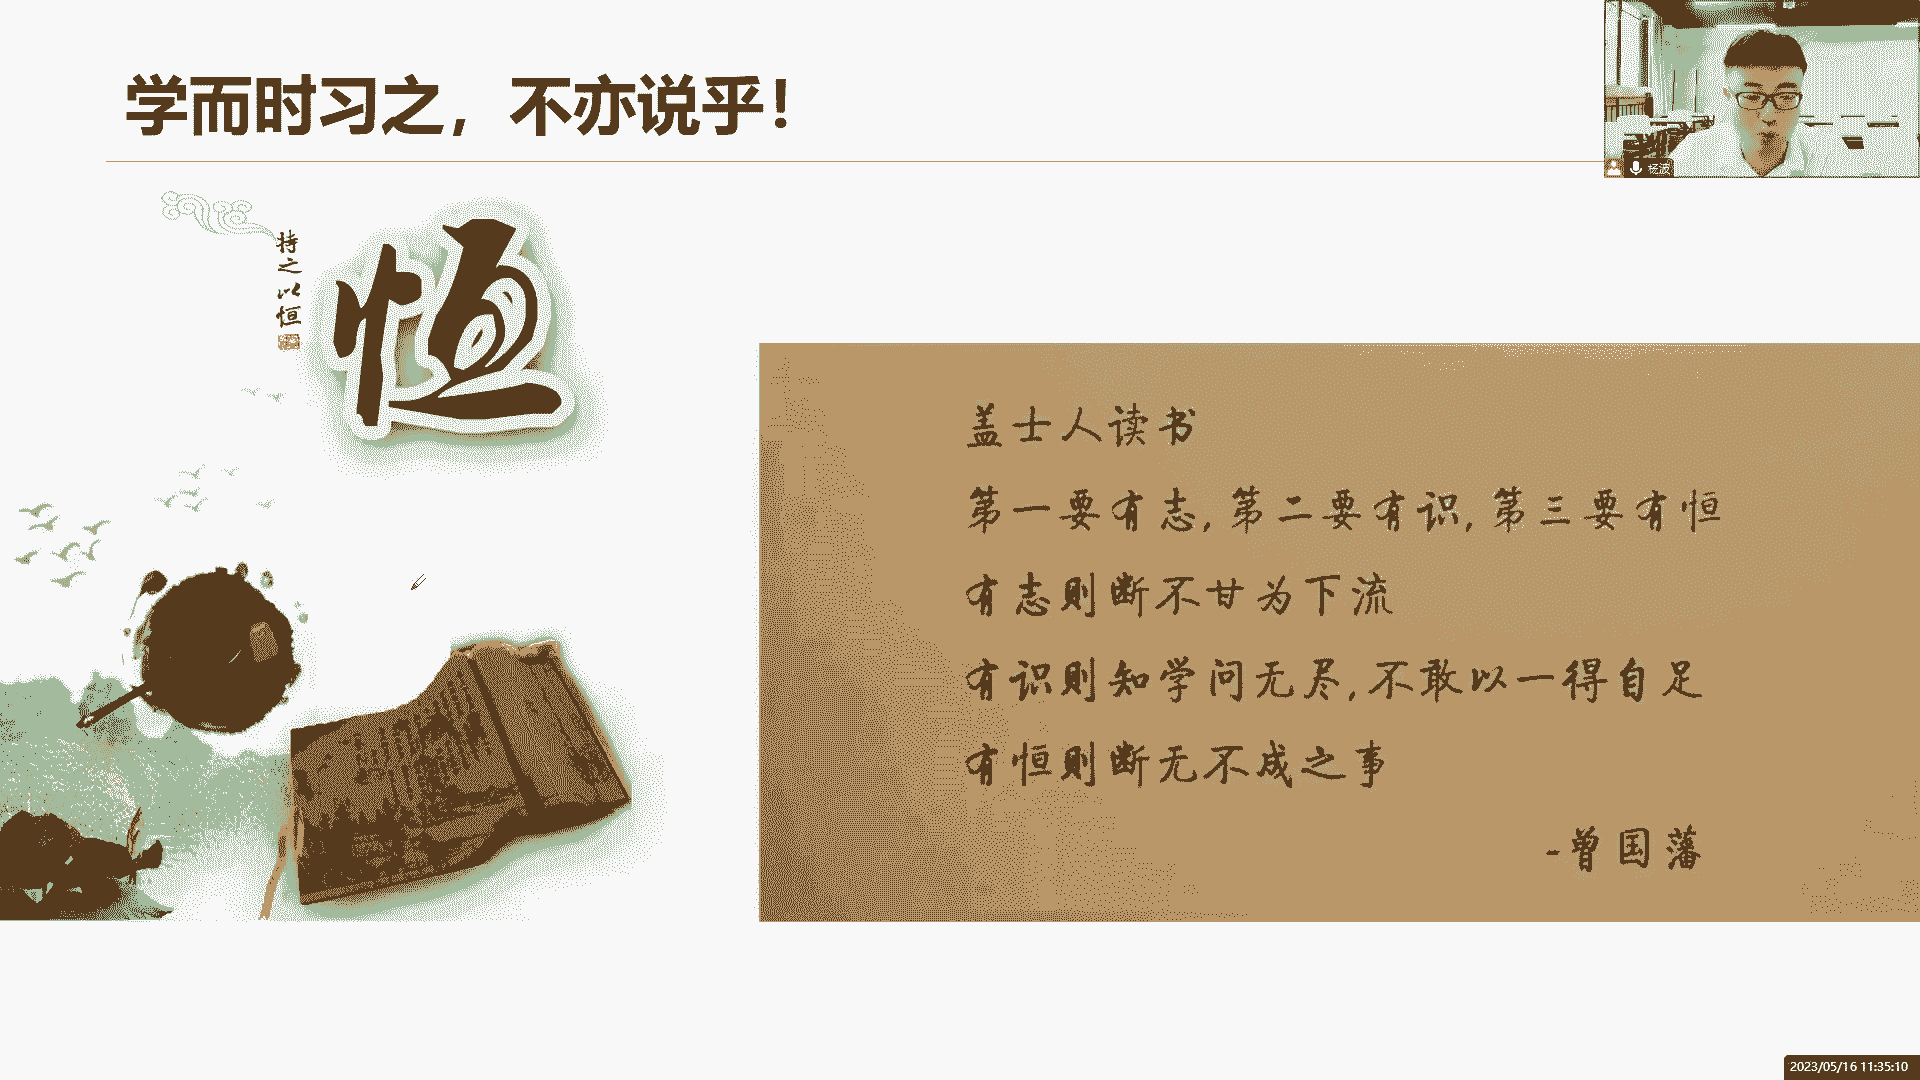 学而时习之，不亦说乎！
杨波
持之以恒
恒
盖士人读书
第一要有志,第二要有识,第三要有恒
有志则断不甘为下流
有识则知学问无尽,不敢以一得自足
有恒则断无不成之事
-曾国藩
2023/05/16 11:35:10